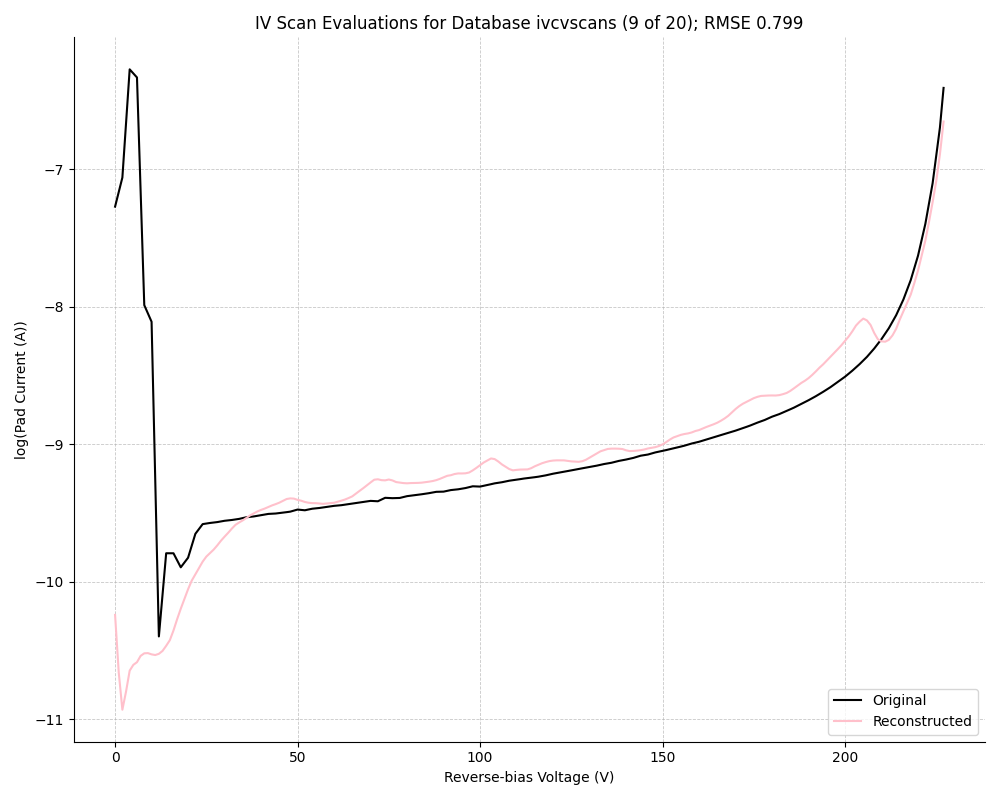 IV Scan Evaluations for Database ivcvscans (9 of 20); RMSE 0.799
log(Pad Current (A))
−7
−8
−9
−10
−11
0
50
100
150
200
Reverse-bias Voltage (V)
Original
Reconstructed